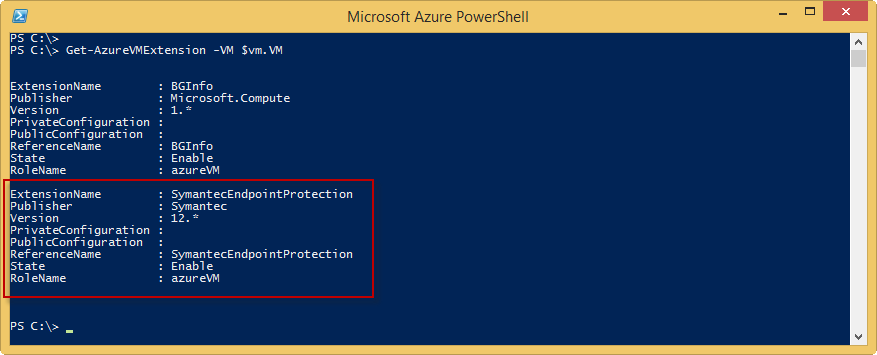 Microsoft Azure PowerShell
PS C:\>
PS C:\> Get-AzureVMExtension -VM $vm.VM
ExtensionName : BGInfo
Publisher : Microsoft.Compute
Version : 1.*
PrivateConfiguration :
PublicConfiguration :
ReferenceName : BGInfo
State : Enable
RoleName : azureVM
ExtensionName : SymantecEndpointProtection
Publisher : Symantec
Version : 12.*
PrivateConfiguration :
PublicConfiguration :
ReferenceName : SymantecEndpointProtection
State : Enable
RoleName : azureVM
PS C:\> _